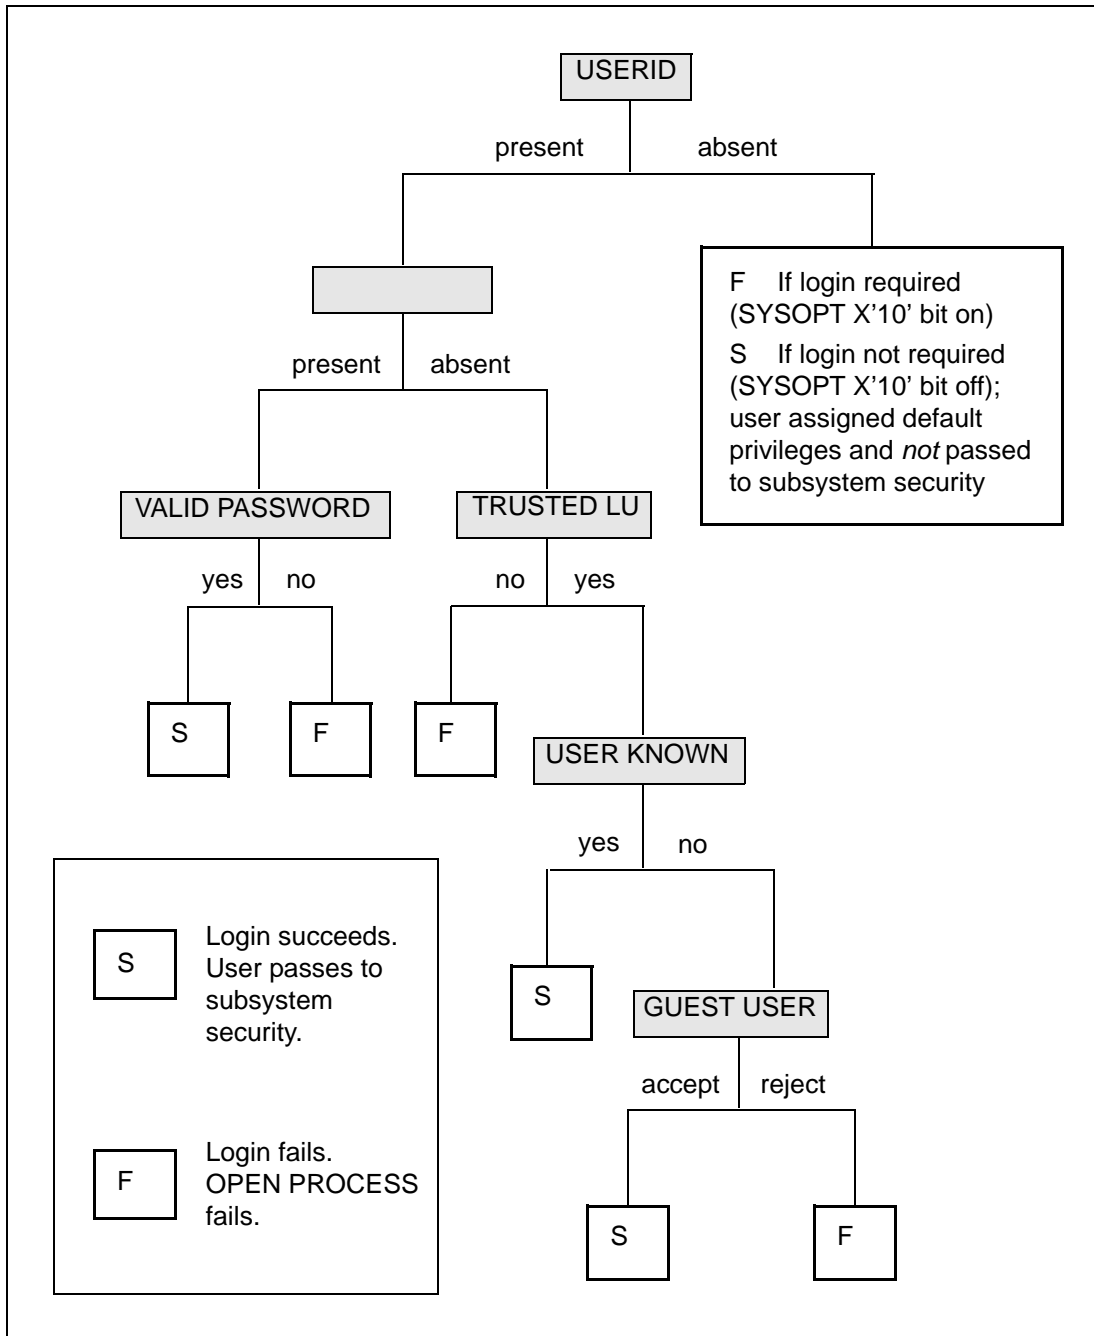 USERID
present absent
F If login required
(SYSOPT X'10' bit on)
S If login not required
(SYSOPT X'10' bit off);
user assigned default
privileges and not passed
to subsystem security
present absent
VALID PASSWORD
TRUSTED LU
yes no
no yes
S
F
F
USER KNOWN
yes no
S
GUEST USER
accept reject
S
F
S
Login succeeds.
User passes to
subsystem
security.
F
Login fails.
OPEN PROCESS
fails.